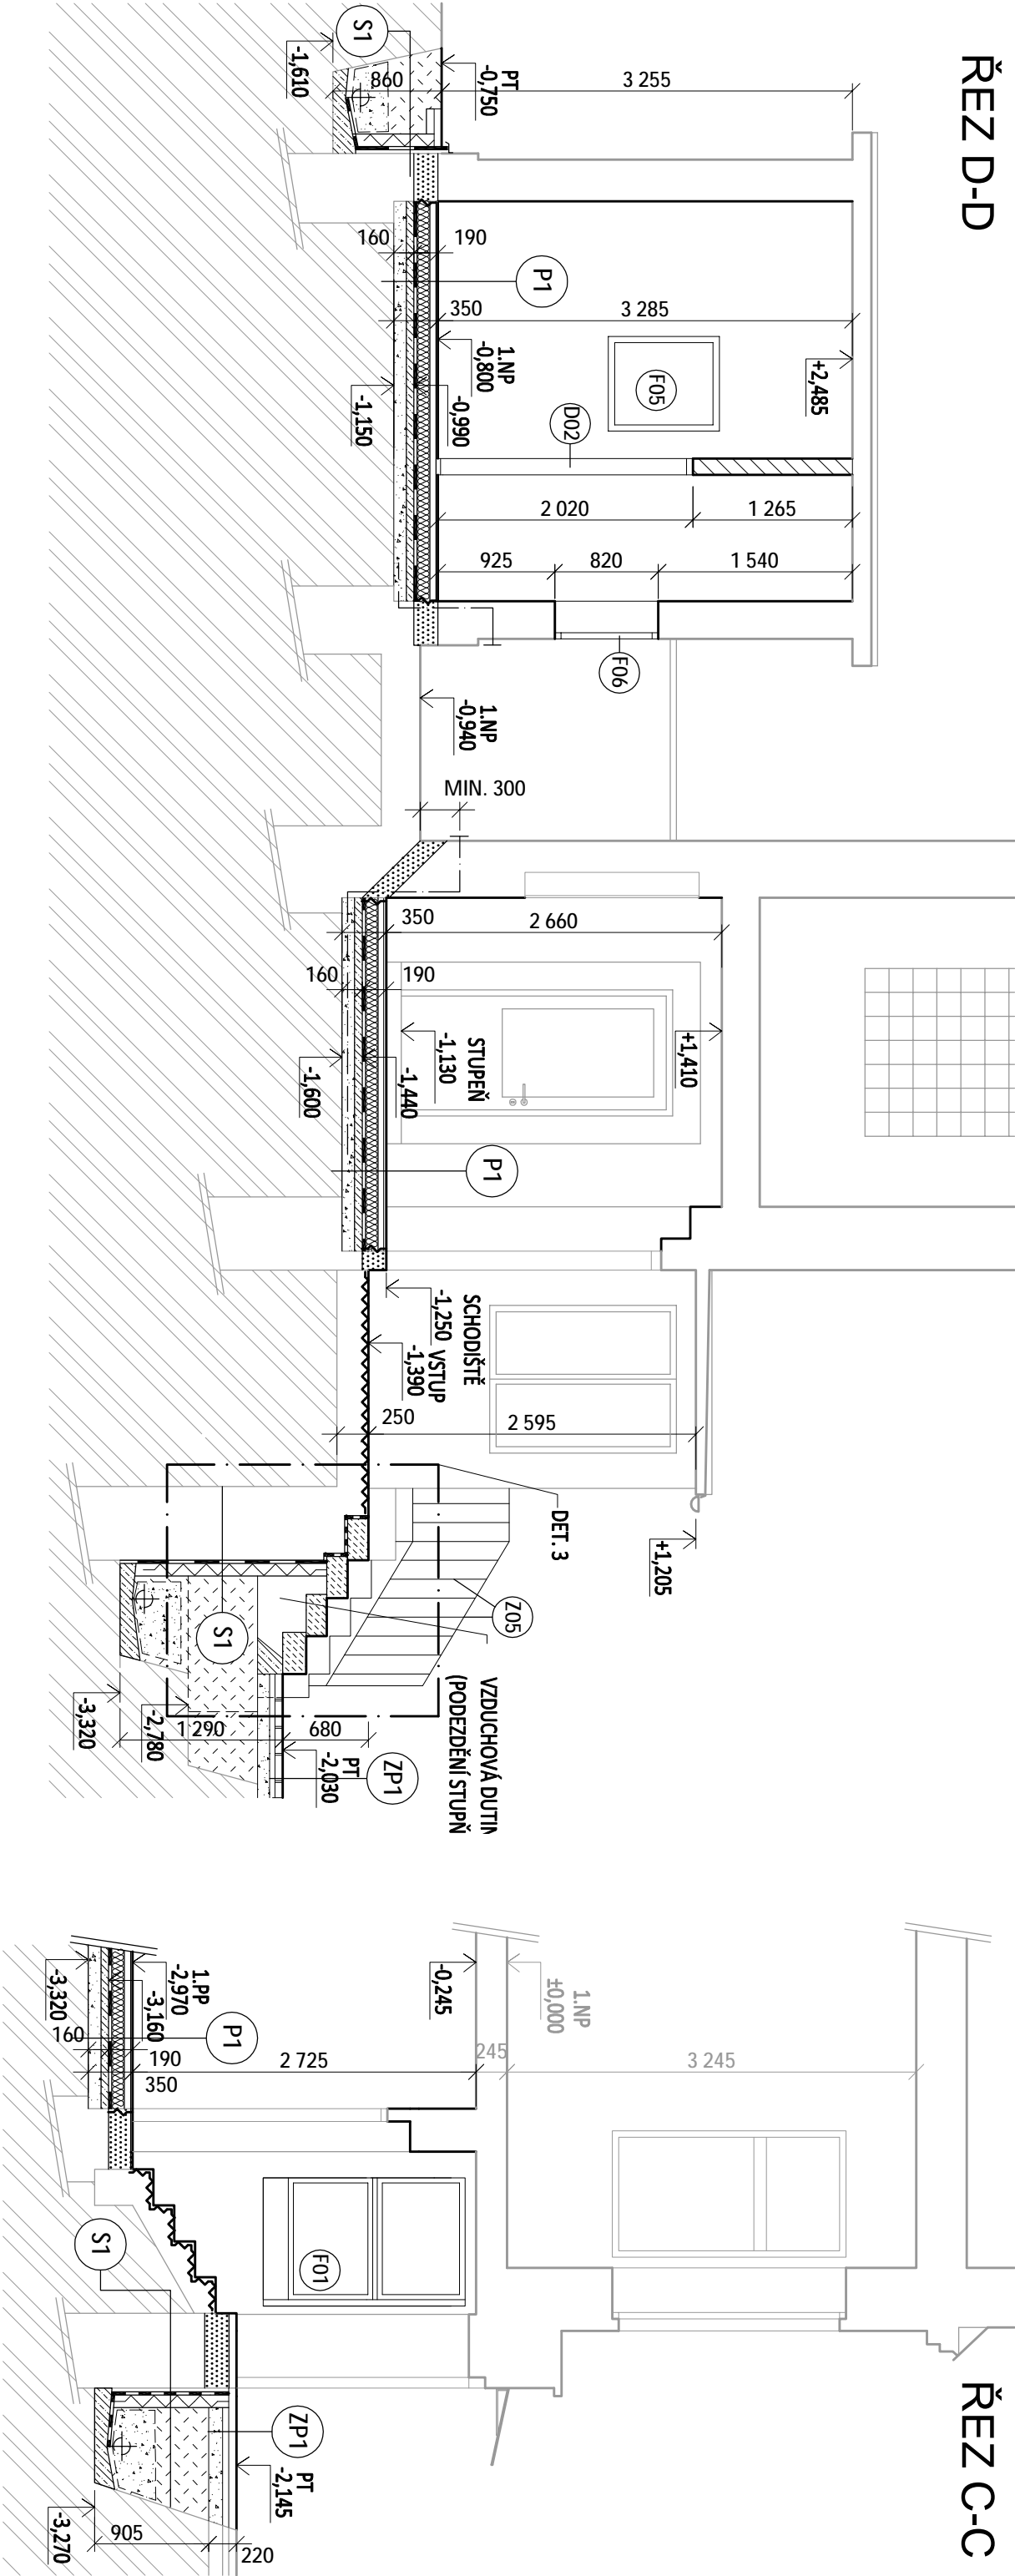 ŘEZ D-D
S1
-1,610
860
PT
-0,750
3 255
160
190
P1
350
3 285
1.NP
-0,800
-0,990
-1,150
F05
+2,485
D02
2 020
1 265
925
820
1 540
F06
1.NP
-0,940
MIN. 300
350
2 660
160
190
STUPEŇ
-1,130
+1,410
-1,440
-1,600
P1
SCHODIŠTĚ
-1,250
VSTUP
-1,390
250
2 595
DET. 3
+1,205
Z05
S1
VZDUCHOVÁ DUTIN
(PODEZDĚNÍ STUPŇ
-3,320
-2,780
1 290
680
PT
-2,030
ZP1
ŘEZ C-C
1.PP
-2,970
-3,160
-3,320
-0,245
1.NP
±0,000
P1
160
190
350
2 725
245
3 245
S1
F01
ZP1
PT
-2,145
-3,270
905
220